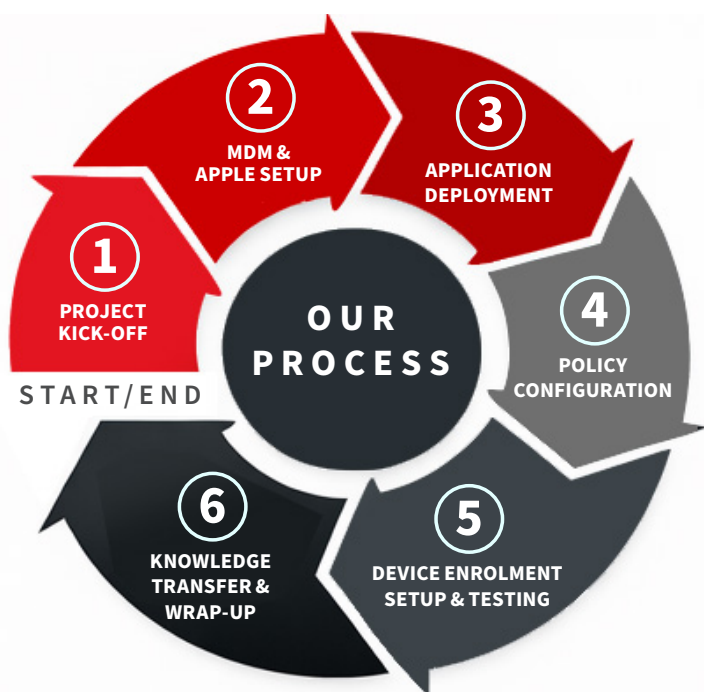 OUR
PROCESS
1
PROJECT
KICK-OFF
2
MDM &
APPLE SETUP
3
APPLICATION
DEPLOYMENT
4
POLICY
CONFIGURATION
5
DEVICE ENROLMENT
SETUP & TESTING
6
KNOWLEDGE
TRANSFER &
WRAP-UP
START/END